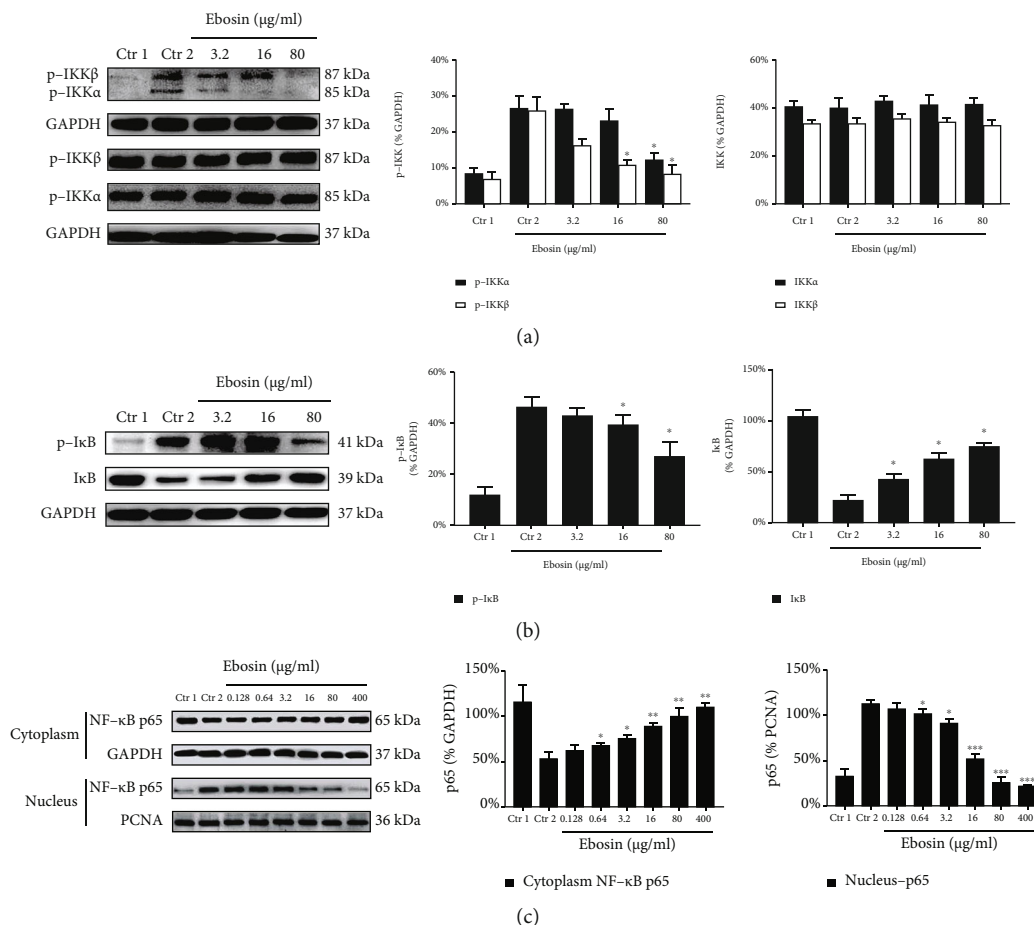 Ebosin (μg/ml)
Ctr 1 Ctr 2 3.2 16 80
p–IKKβ 87 kDa
p–IKKα 85 kDa
GAPDH 37 kDa
p–IKKβ 87 kDa
p–IKKα 85 kDa
GAPDH 37 kDa
p–IKK (% GAPDH)
40%
30%
20%
10%
0%
* * *
Ctr 1 Ctr 2 3.2 16 80
Ebosin (μg/ml)
p–IKKα
p–IKKβ
IKK (% GAPDH)
60%
40%
20%
0%
Ctr 1 Ctr 2 3.2 16 80
Ebosin (μg/ml)
IKKα
IKKβ
(a)
Ebosin (μg/ml)
Ctr 1 Ctr 2 3.2 16 80
p–IκB 41 kDa
IκB 39 kDa
GAPDH 37 kDa
p–IκB
(% GAPDH)
60%
40%
20%
0%
* *
Ctr 1 Ctr 2 3.2 16 80
Ebosin (μg/ml)
p–IκB
IκB
(% GAPDH)
150%
100%
50%
0%
* * *
Ctr 1 Ctr 2 3.2 16 80
Ebosin (μg/ml)
IκB
(b)
Ebosin (μg/ml)
Ctr 1 Ctr 2 0.128 0.64 3.2 16 80 400
Cytoplasm
NF–κB p65 65 kDa
GAPDH 37 kDa
Nucleus
NF–κB p65 65 kDa
PCNA 36 kDa
p65 (% GAPDH)
150%
100%
50%
0%
* * ** ** **
Ctr 1 Ctr 2 0.128 0.64 3.2 16 80 400
Ebosin (μg/ml)
Cytoplasm NF–κB p65
p65 (% PCNA)
150%
100%
50%
0%
* * *** *** ***
Ctr 1 Ctr 2 0.128 0.64 3.2 16 80 400
Ebosin (μg/ml)
Nucleus–p65
(c)